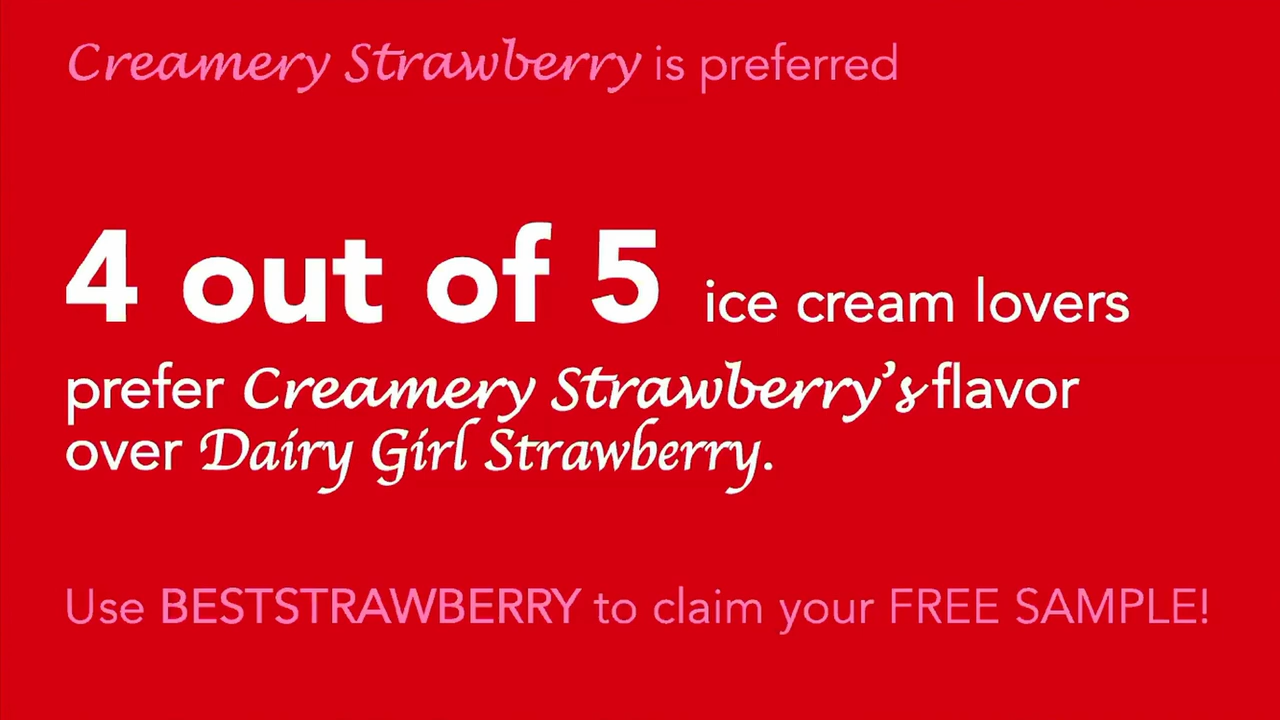 Creamery Strawberry is preferred
4 out of 5 ice cream lovers
prefer Creamery Strawberry's flavor
over Dairy Girl Strawberry.
Use BESTSTRAWBERRY to claim your FREE SAMPLE!